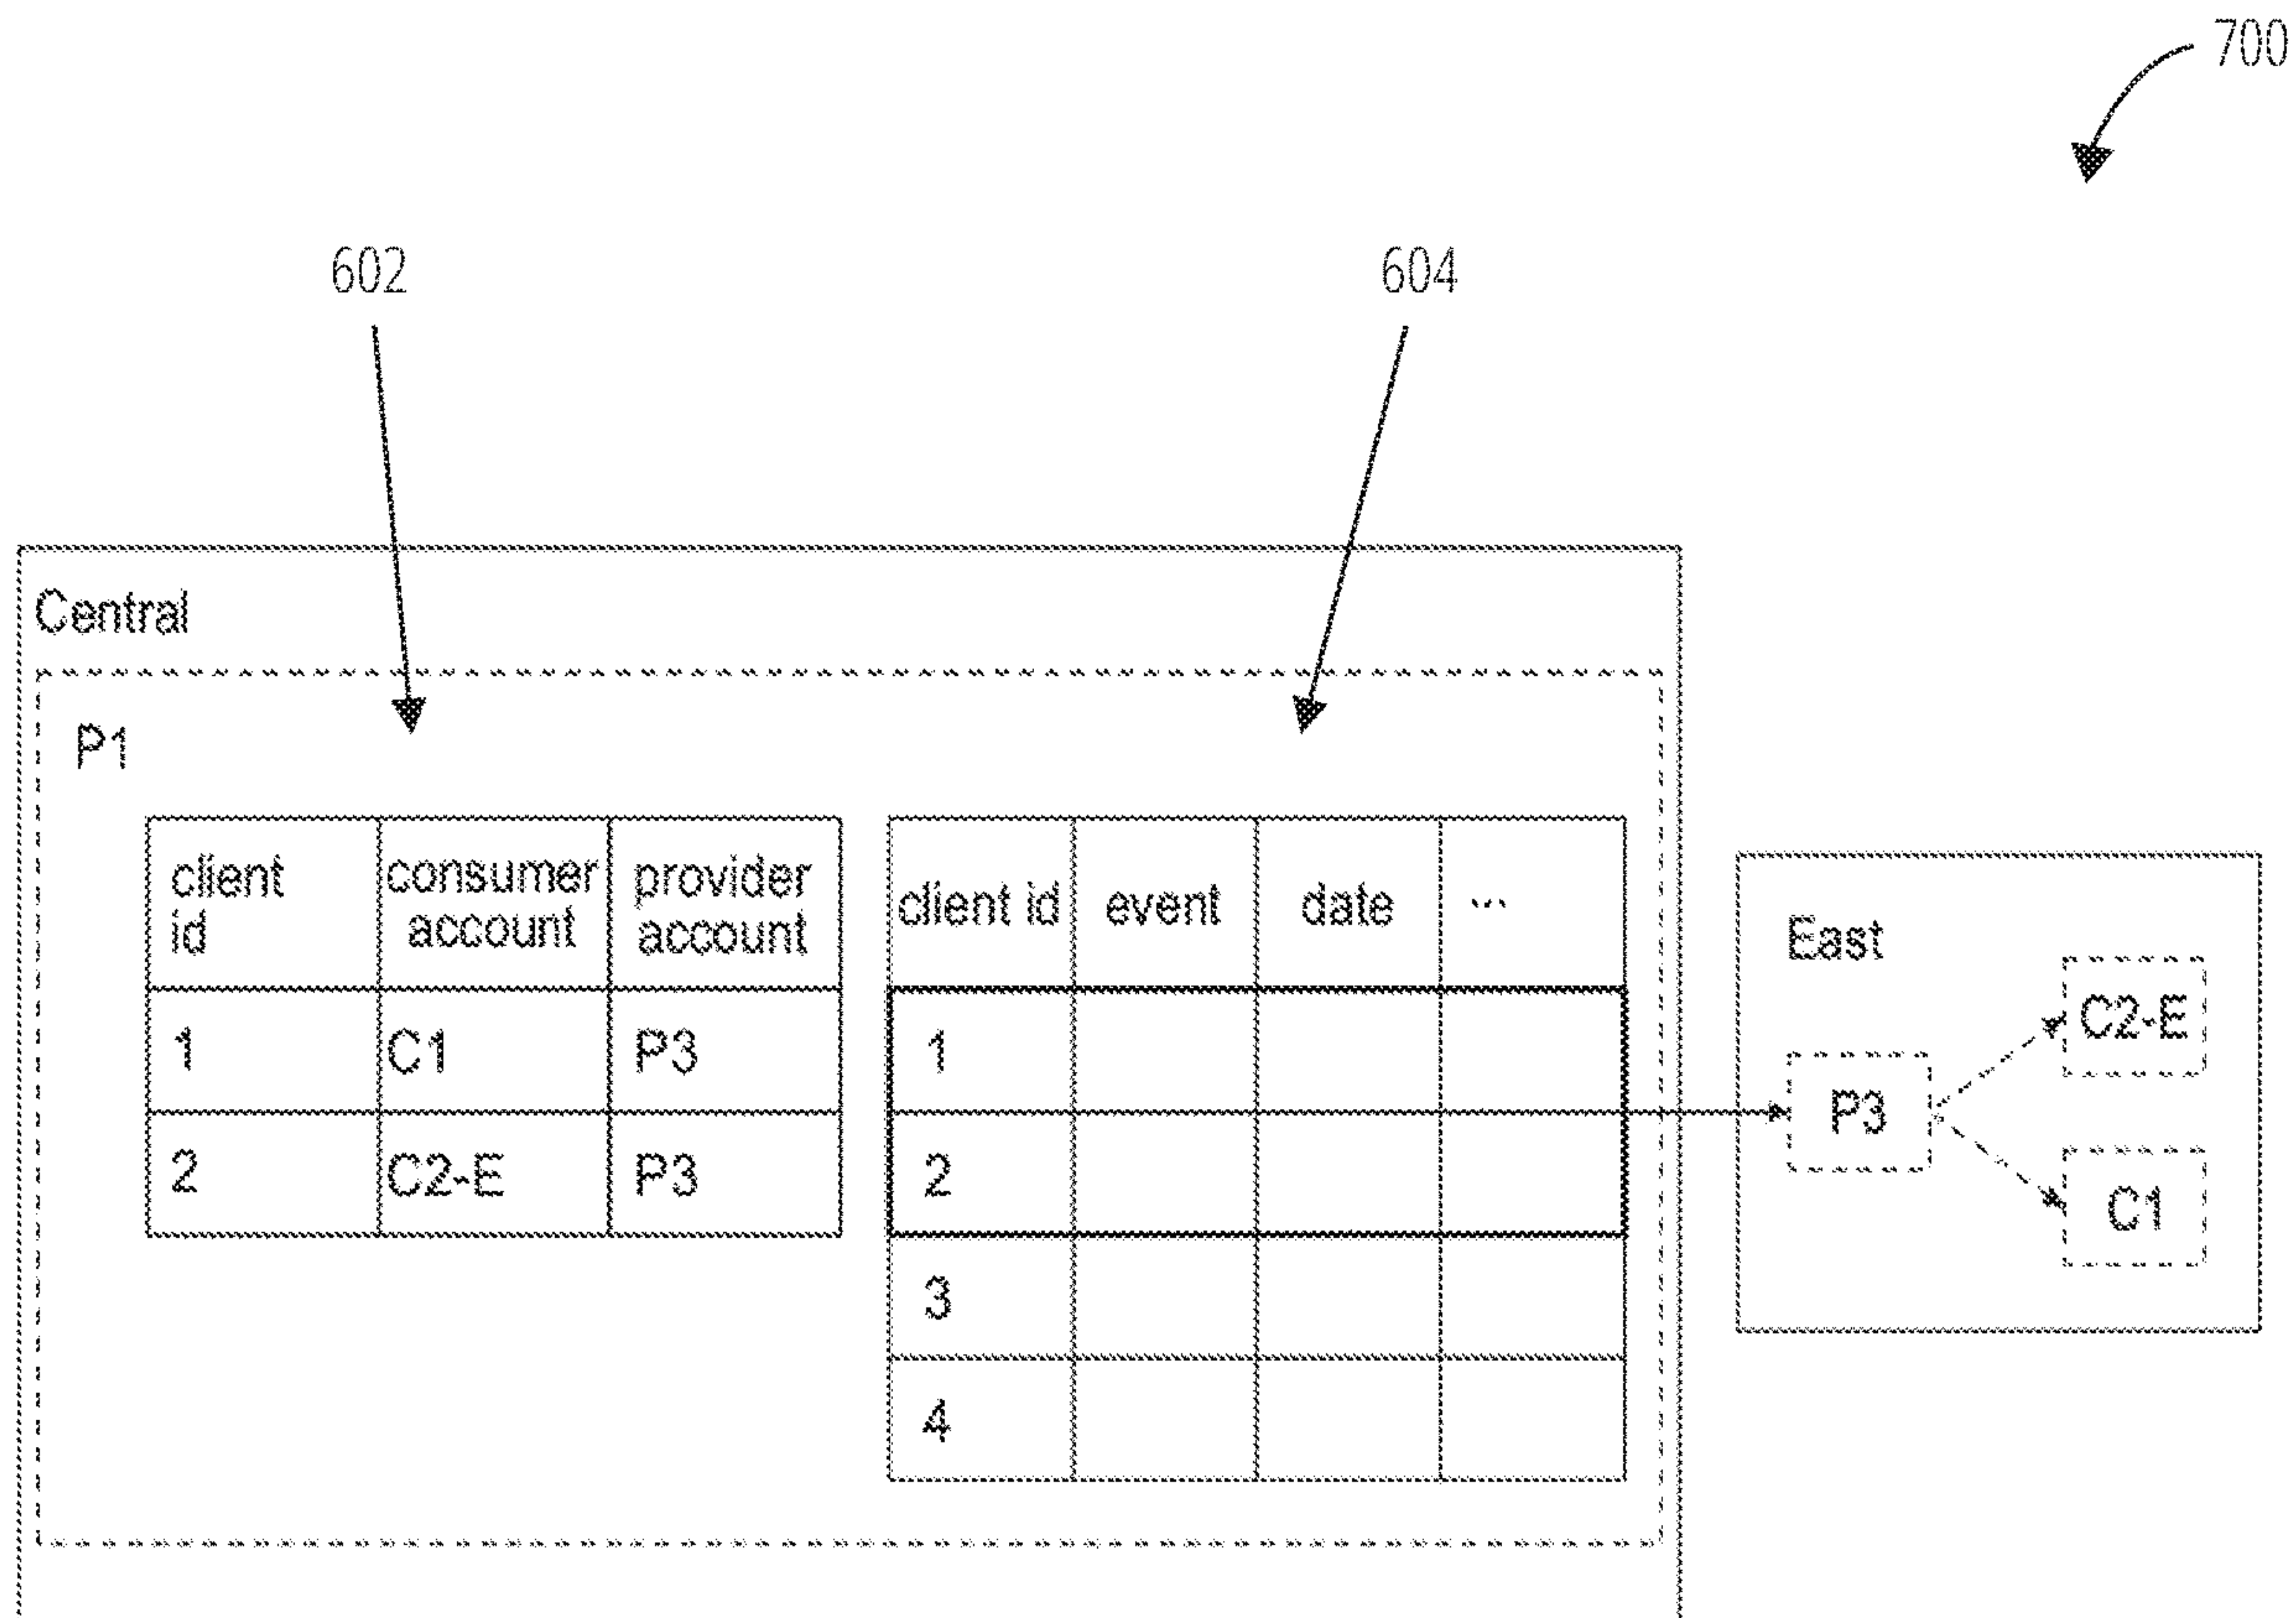 700
602
604
Central
P1
client
id
consumer
account
provider
account
1
C1
P3
2
C2-E
P3
client id
event
date
...
1
2
3
4
East
C2-E
P3
C1